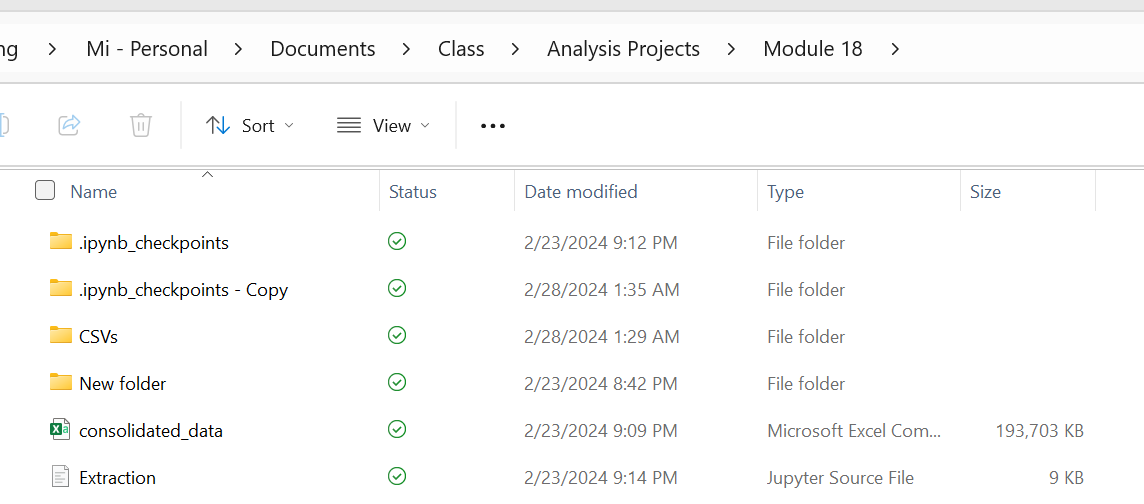 ng > Mi - Personal > Documents > Class > Analysis Projects > Module 18 >
Sort View
Name Status Date modified Type Size
.ipynb_checkpoints 2/23/2024 9:12 PM File folder
.ipynb_checkpoints - Copy 2/28/2024 1:35 AM File folder
CSVs 2/28/2024 1:29 AM File folder
New folder 2/23/2024 8:42 PM File folder
consolidated_data 2/23/2024 9:09 PM Microsoft Excel Com... 193,703 KB
Extraction 2/23/2024 9:14 PM Jupyter Source File 9 KB